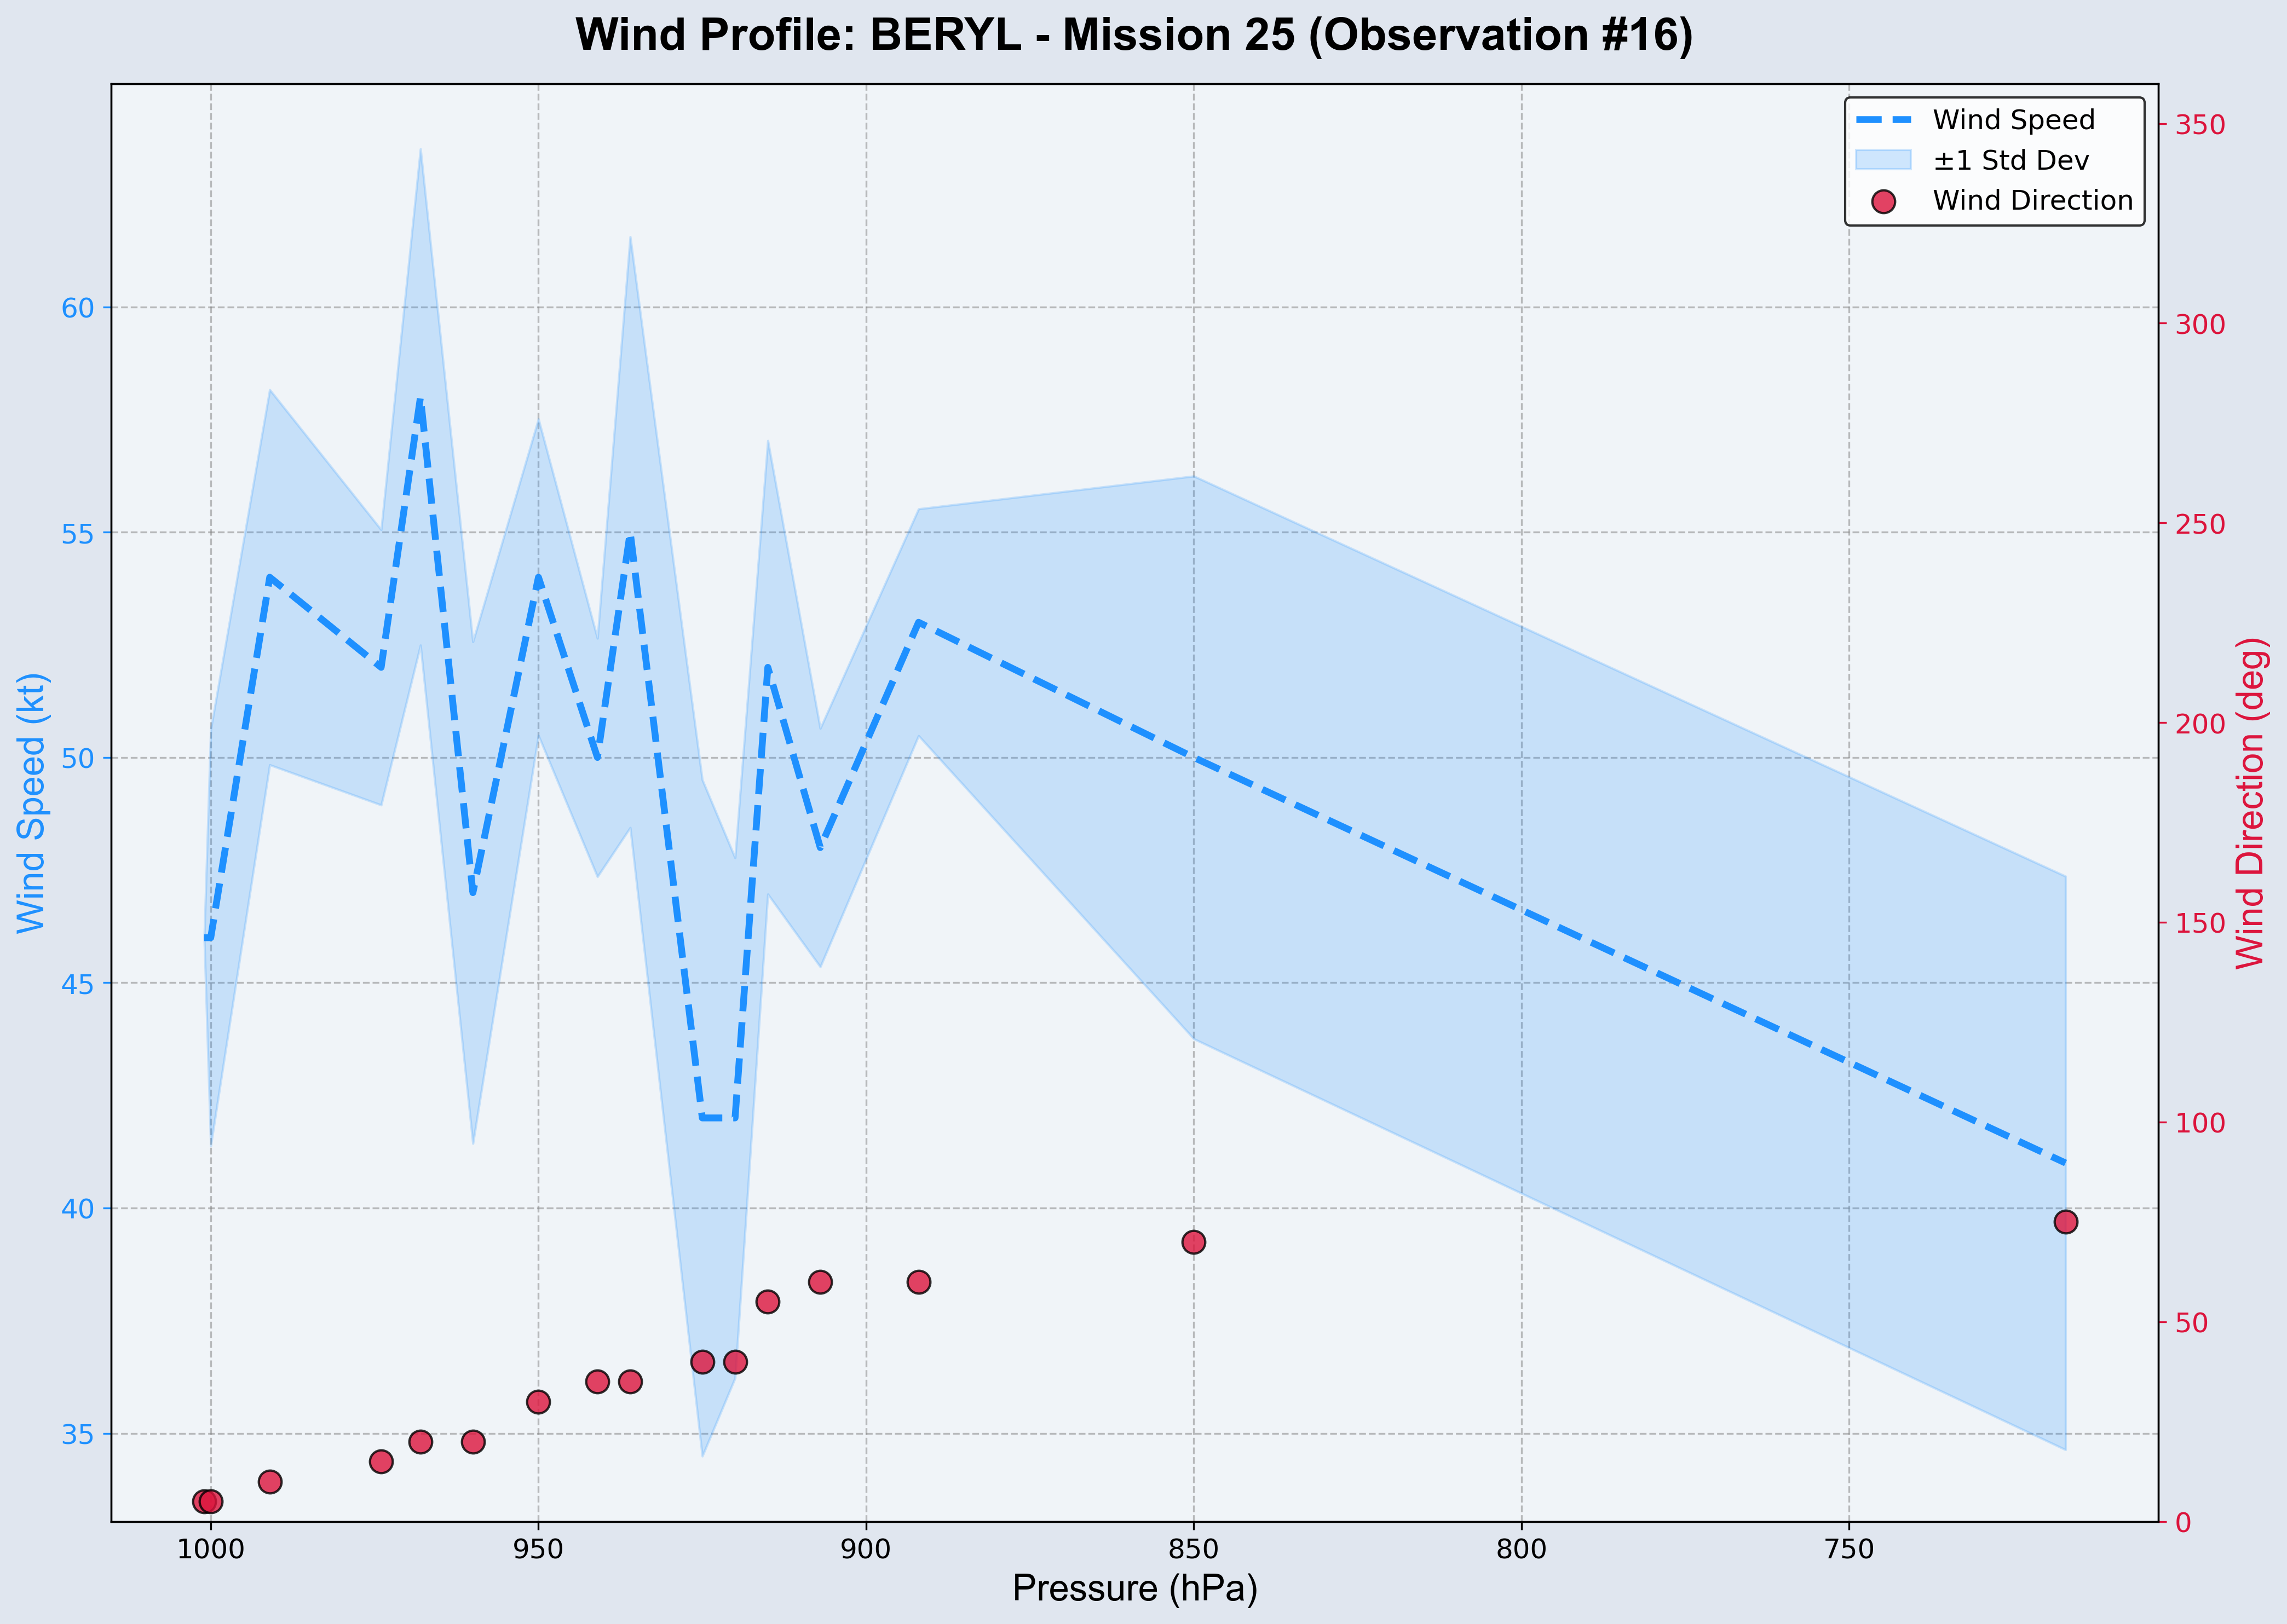 Wind Profile: BERYL - Mission 25 (Observation #16)
Wind Speed
±1 Std Dev
Wind Direction
Wind Speed (kt)
60
55
50
45
40
35
Wind Direction (deg)
350
300
250
200
150
100
50
0
1000 950 900 850 800 750
Pressure (hPa)